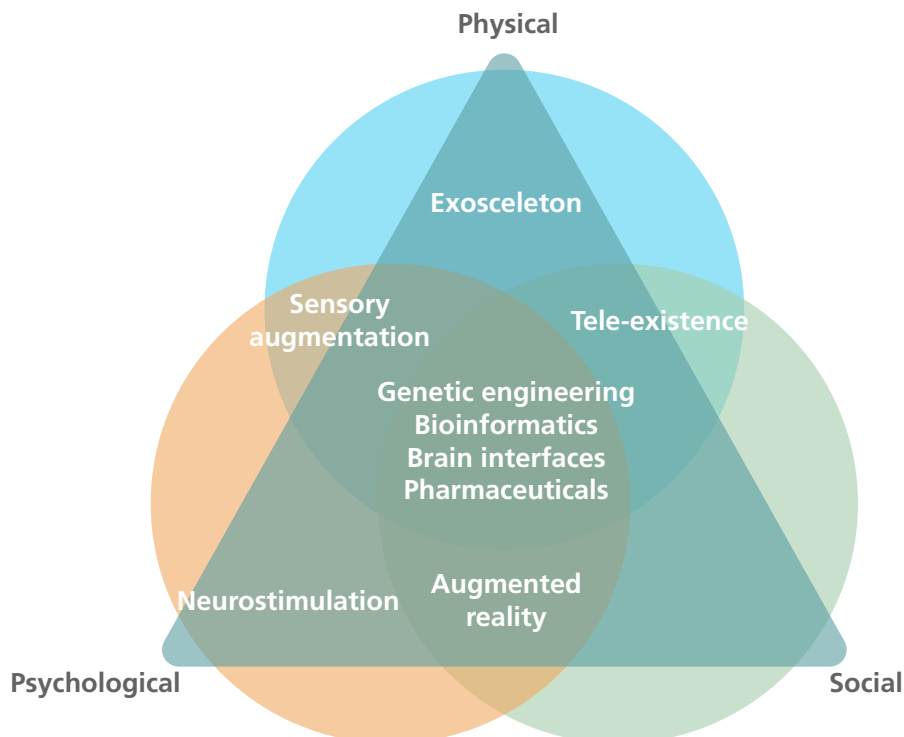 Physical
Exosceleton
Sensory
augmentation
Tele-existence
Genetic engineering
Bioinformatics
Brain interfaces
Pharmaceuticals
Neurostimulation
Augmented
reality
Psychological
Social